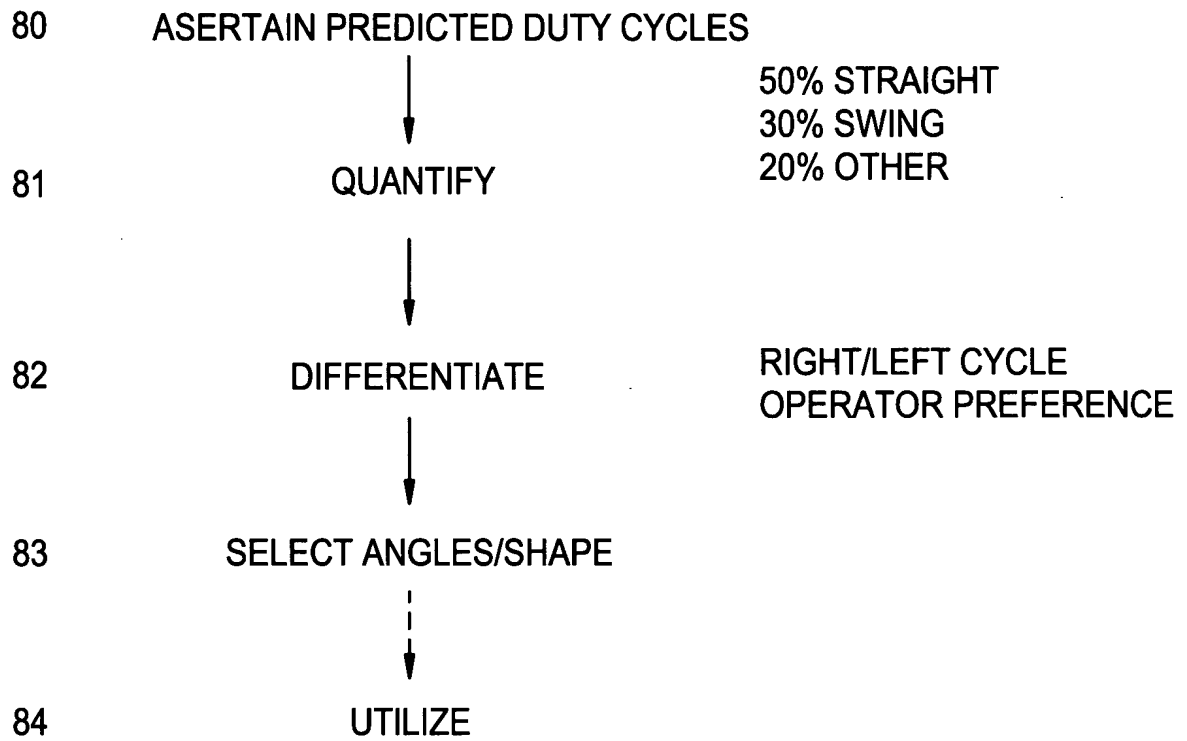 80 ASERTAIN PREDICTED DUTY CYCLES
50% STRAIGHT
30% SWING
20% OTHER
81 QUANTIFY
82 DIFFERENTIATE
RIGHT/LEFT CYCLE
OPERATOR PREFERENCE
83 SELECT ANGLES/SHAPE
84 UTILIZE